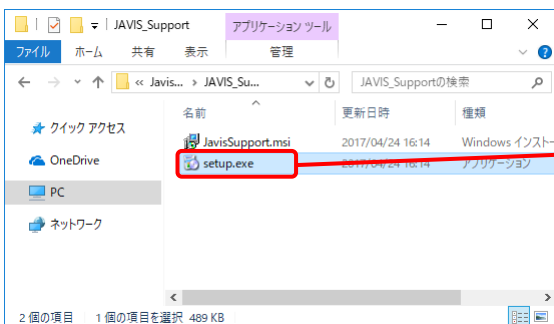 JAVIS_Support
アプリケーション ツール
ファイル ホーム 共有 表示 管理
« Javis... › JAVIS_Su...
JAVIS_Supportの検索
名前 更新日時 種類
クイック アクセス
JavisSupport.msi 2017/04/24 16:14 Windows インストー
OneDrive
setup.exe 2017/04/24 16:14 アプリケーション
PC
ネットワーク
2 個の項目 1 個の項目を選択 489 KB